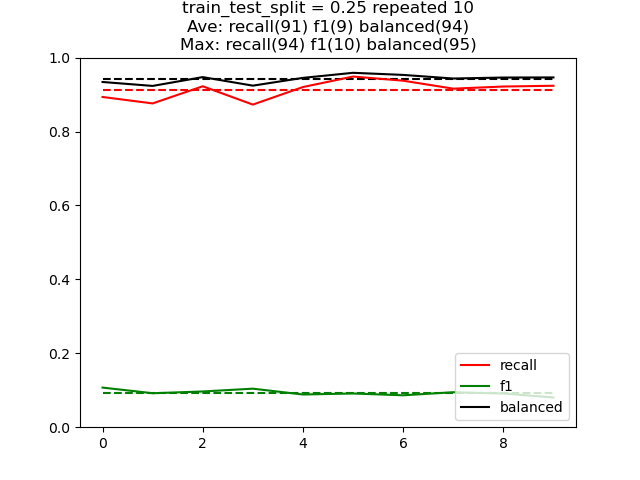 train_test_split = 0.25 repeated 10
Ave: recall(91) f1(9) balanced(94)
Max: recall(94) f1(10) balanced(95)
1.0
0.8
0.6
0.4
0.2
0.0
recall
f1
balanced
0 2 4 6 8